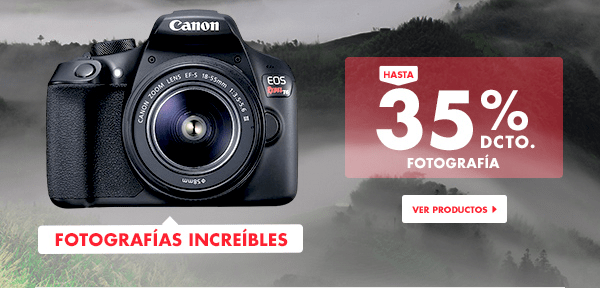 Canon
EOS
CANON ZOOM LENS EF-S 18-55mm 1:3.5-5.6 III
ø58mm
FOTOGRAFÍAS INCREÍBLES
HASTA
35%
DCTO.
FOTOGRAFÍA
VER PRODUCTOS